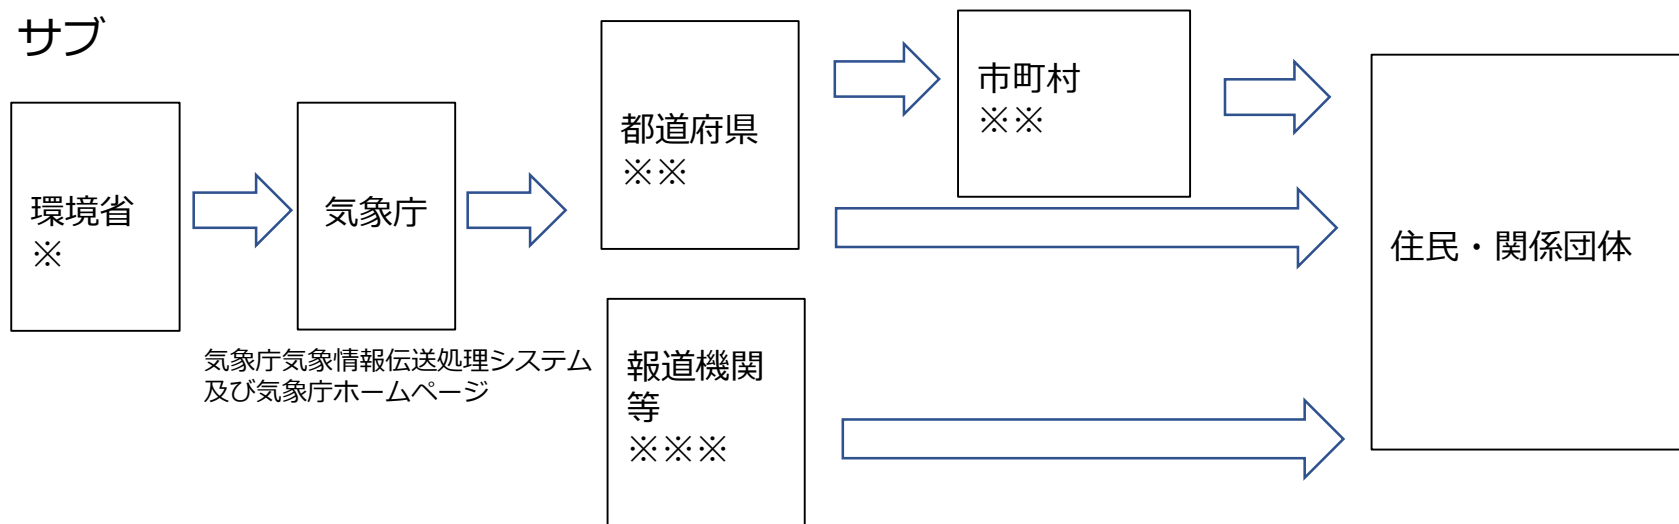 サブ
環境省
※
気象庁
気象庁気象情報伝送処理システム
及び気象庁ホームページ
都道府県
※※
報道機関
等
※※※
市町村
※※
住民・関係団体